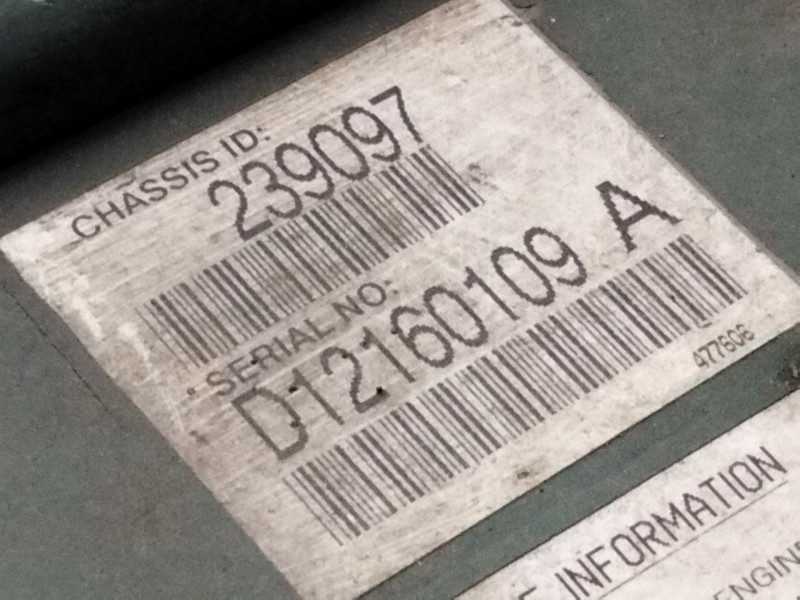 CHASSIS ID:
239097
SERIAL NO:
D12160109 A
477606
INFORMATION